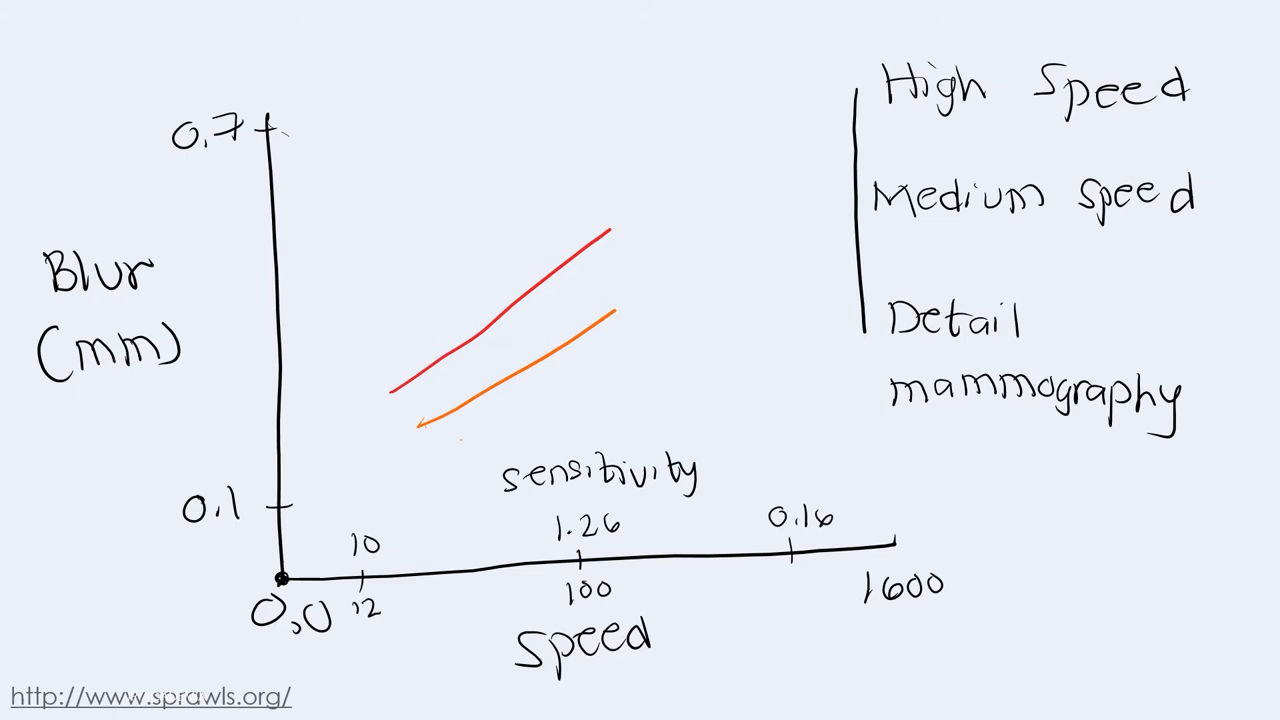 High Speed
0.7
Medium speed
Blur
(mm)
Detail
mammography
sensitivity
0.1
10
1.26
0.16
0,0
12
100
1600
speed
http://www.sprawls.org/